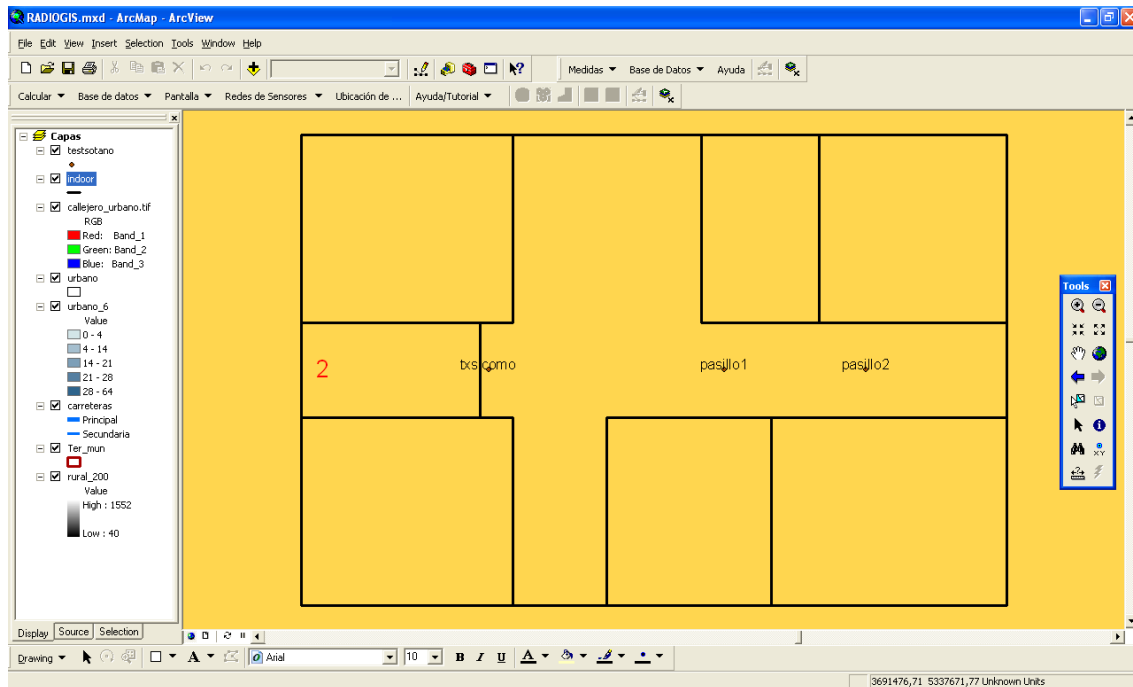 RADIOGIS.mxd - ArcMap - ArcView
File Edit View Insert Selection Tools Window Help
Medidas Base de Datos Ayuda
Calcular Base de datos Pantalla Redes de Sensores Ubicación de ... Ayuda/Tutorial
Capas
testsotano
indoor
callejero_urbano.tif
RGB
Red: Band_1
Green: Band_2
Blue: Band_3
urbano
urbano_6
Value
0 - 4
4 - 14
14 - 21
21 - 28
28 - 64
carreteras
Principal
Secundaria
Ter_mun
rural_200
Value
High : 1552
Low : 40
2
txsicomo
pasillo1
pasillo2
Tools
XY
Display Source Selection
Drawing A Arial 10 B I U A
3691476,71 5337671,77 Unknown Units